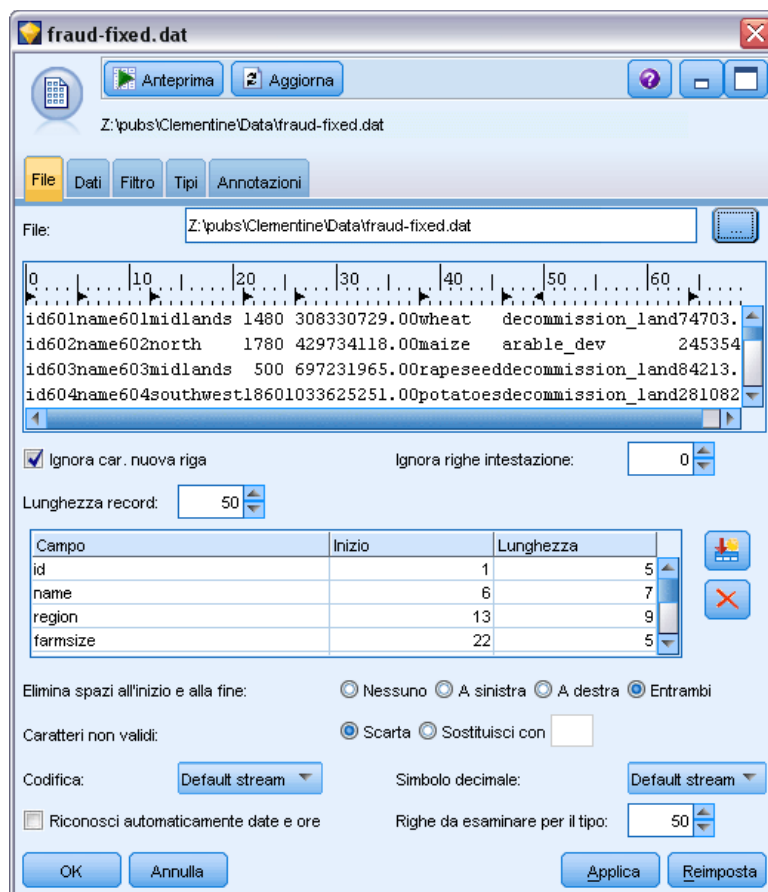 fraud-fixed.dat
Anteprima Aggiorna
Z:\pubs\Clementine\Data\fraud-fixed.dat
File Dati Filtro Tipi Annotazioni
File: Z:\pubs\Clementine\Data\fraud-fixed.dat ...
0 10 20 30 40 50 60
id601name601midlands 1480 308330729.00wheat decommission_land74703.
id602name602north 1780 429734118.00maize arable_dev 245354
id603name603midlands 500 697231965.00rapeseeddecommission_land84213.
id604name604southwest18601033625251.00potatoesdecommission_land281082
Ignora car. nuova riga Ignora righe intestazione: 0
Lunghezza record: 50
Campo Inizio Lunghezza
id 1 5
name 6 7
region 13 9
farmsize 22 5
Elimina spazi all'inizio e alla fine: Nessuno A sinistra A destra Entrambi
Caratteri non validi: Scarta Sostituisci con
Codifica: Default stream Simbolo decimale: Default stream
Riconosci automaticamente date e ore Righe da esaminare per il tipo: 50
OK Annulla Applica Reimposta